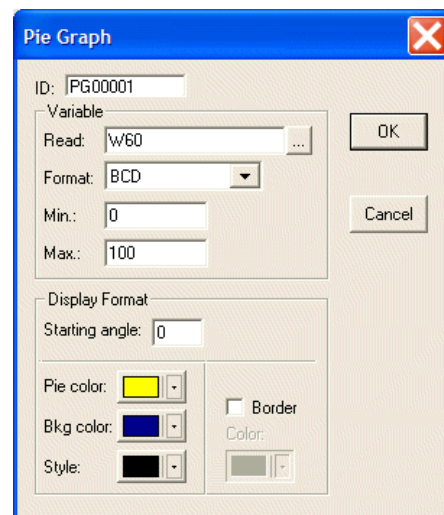 Pie Graph
ID: PG00001
Variable
Read: W60 ...
OK
Format: BCD
Min.: 0
Cancel
Max.: 100
Display Format
Starting angle: 0
Pie color:
Border
Bkg color:
Color:
Style: